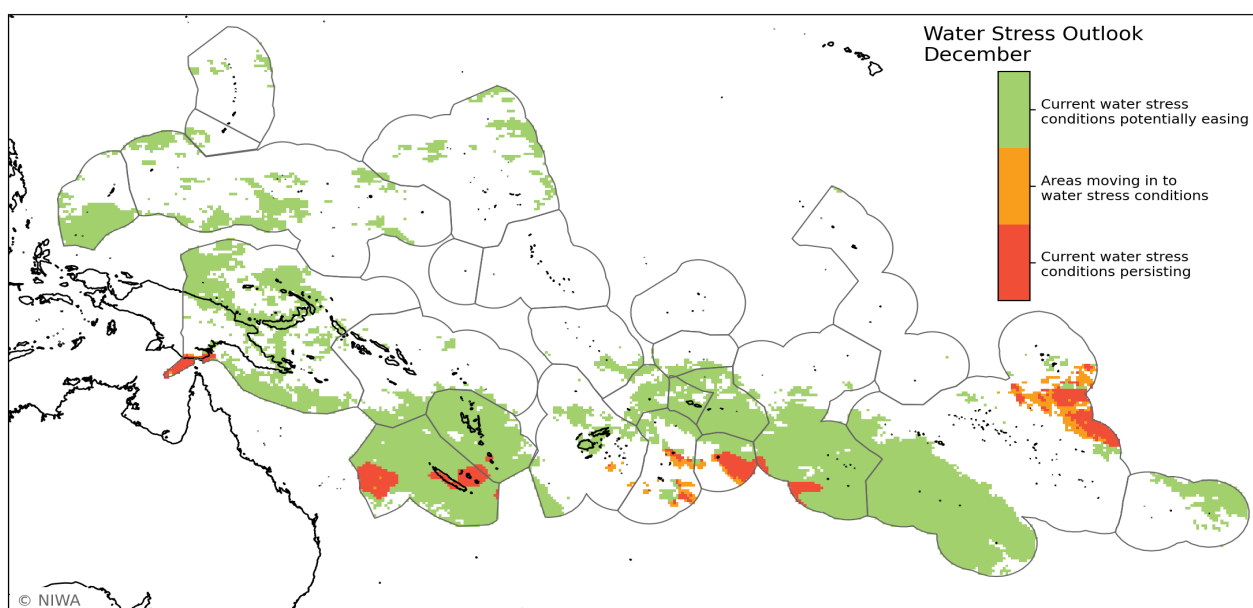 Water Stress Outlook
December
Current water stress
conditions potentially easing
Areas moving in to
water stress conditions
Current water stress
conditions persisting
© NIWA